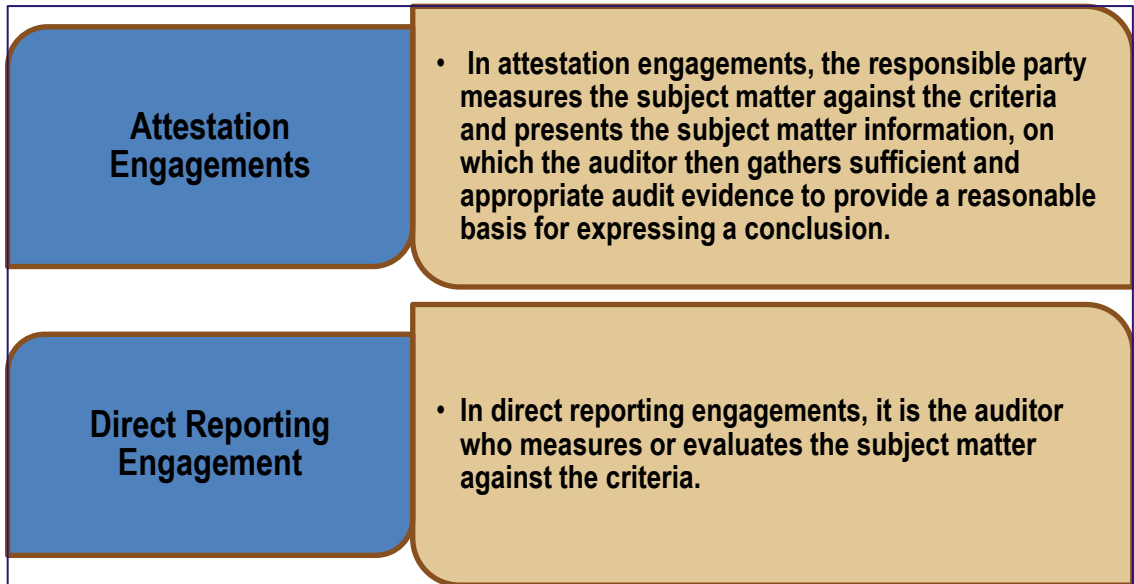 Attestation
Engagements
• In attestation engagements, the responsible party
measures the subject matter against the criteria
and presents the subject matter information, on
which the auditor then gathers sufficient and
appropriate audit evidence to provide a reasonable
basis for expressing a conclusion.
Direct Reporting
Engagement
• In direct reporting engagements, it is the auditor
who measures or evaluates the subject matter
against the criteria.